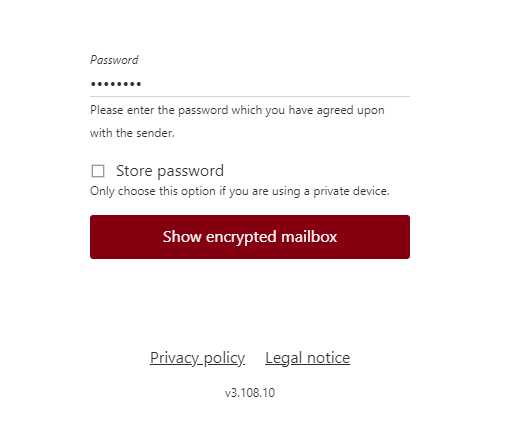 Password
••••••••
Please enter the password which you have agreed upon
with the sender.
Store password
Only choose this option if you are using a private device.
Show encrypted mailbox
Privacy policy Legal notice
v3.108.10